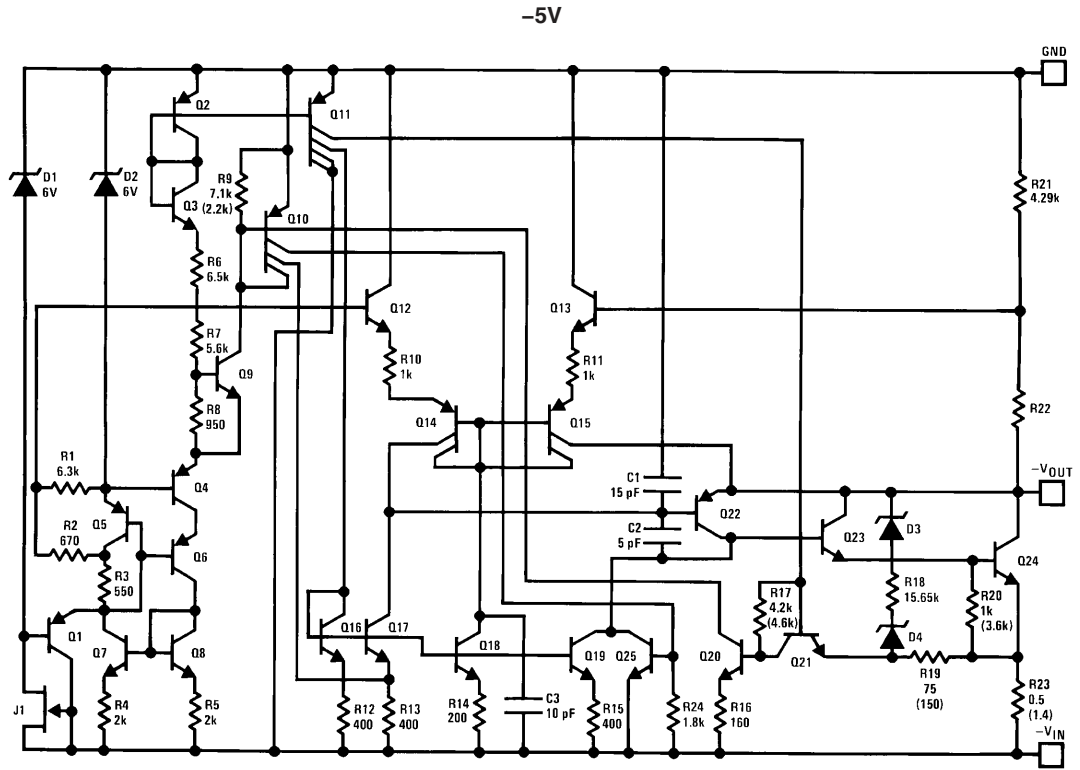 –5V
GND
Q2
Q11
D1
6V
D2
6V
R9
7.1k
(2.2k)
Q3
Q10
R21
4.29k
R6
6.5k
Q12
Q13
R7
5.6k
R10
1k
R11
1k
Q9
R8
950
Q14
Q15
R22
R1
6.3k
Q4
C1
15 pF
–VOUT
Q5
Q22
R2
670
Q6
C2
5 pF
Q23
D3
Q24
R3
550
R18
15.65k
R17
4.2k
(4.6k)
R20
1k
(3.6k)
Q1
Q7
Q8
Q16
Q17
Q18
Q19
Q25
Q20
Q21
D4
R19
75
(150)
J1
R4
2k
R5
2k
R12
400
R13
400
R14
200
C3
10 pF
R15
400
R24
1.8k
R16
160
R23
0.5
(1.4)
–VIN